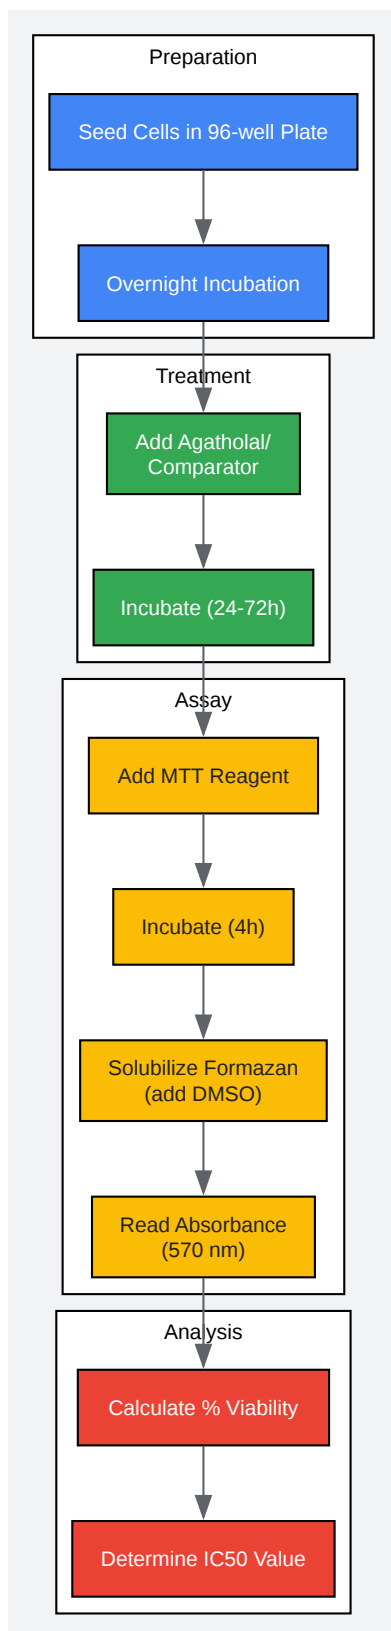 Preparation
Seed Cells in 96-well Plate
Overnight Incubation
Treatment
Add Agatholal/
Comparator
Incubate (24-72h)
Assay
Add MTT Reagent
Incubate (4h)
Solubilize Formazan
(add DMSO)
Read Absorbance
(570 nm)
Analysis
Calculate % Viability
Determine IC50 Value